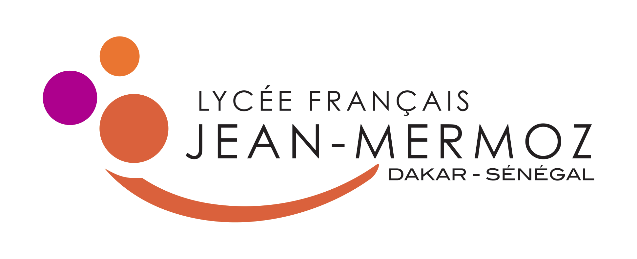 LYCÉE FRANÇAIS
JEAN-MERMOZ
DAKAR - SÉNÉGAL